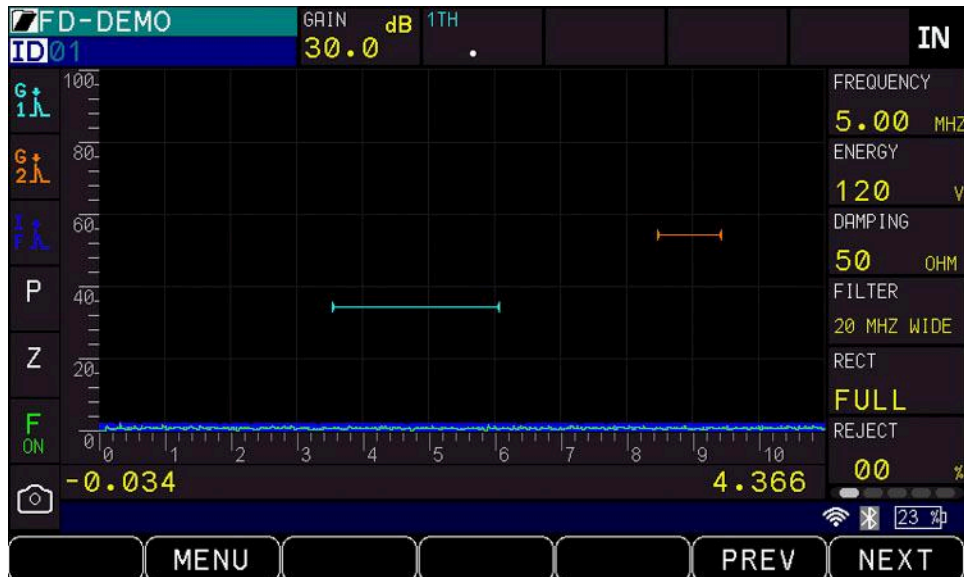 FD-DEMO
ID01
GAIN dB
30.0
1TH
.
IN
G
1
G
2
I
F
P
Z
F
ON
100
80
60
40
20
0
0 1 2 3 4 5 6 7 8 9 10
-0.034 4.366
FREQUENCY
5.00 MHZ
ENERGY
120 V
DAMPING
50 OHM
FILTER
20 MHZ WIDE
RECT
FULL
REJECT
00 %
23 %
MENU PREV NEXT